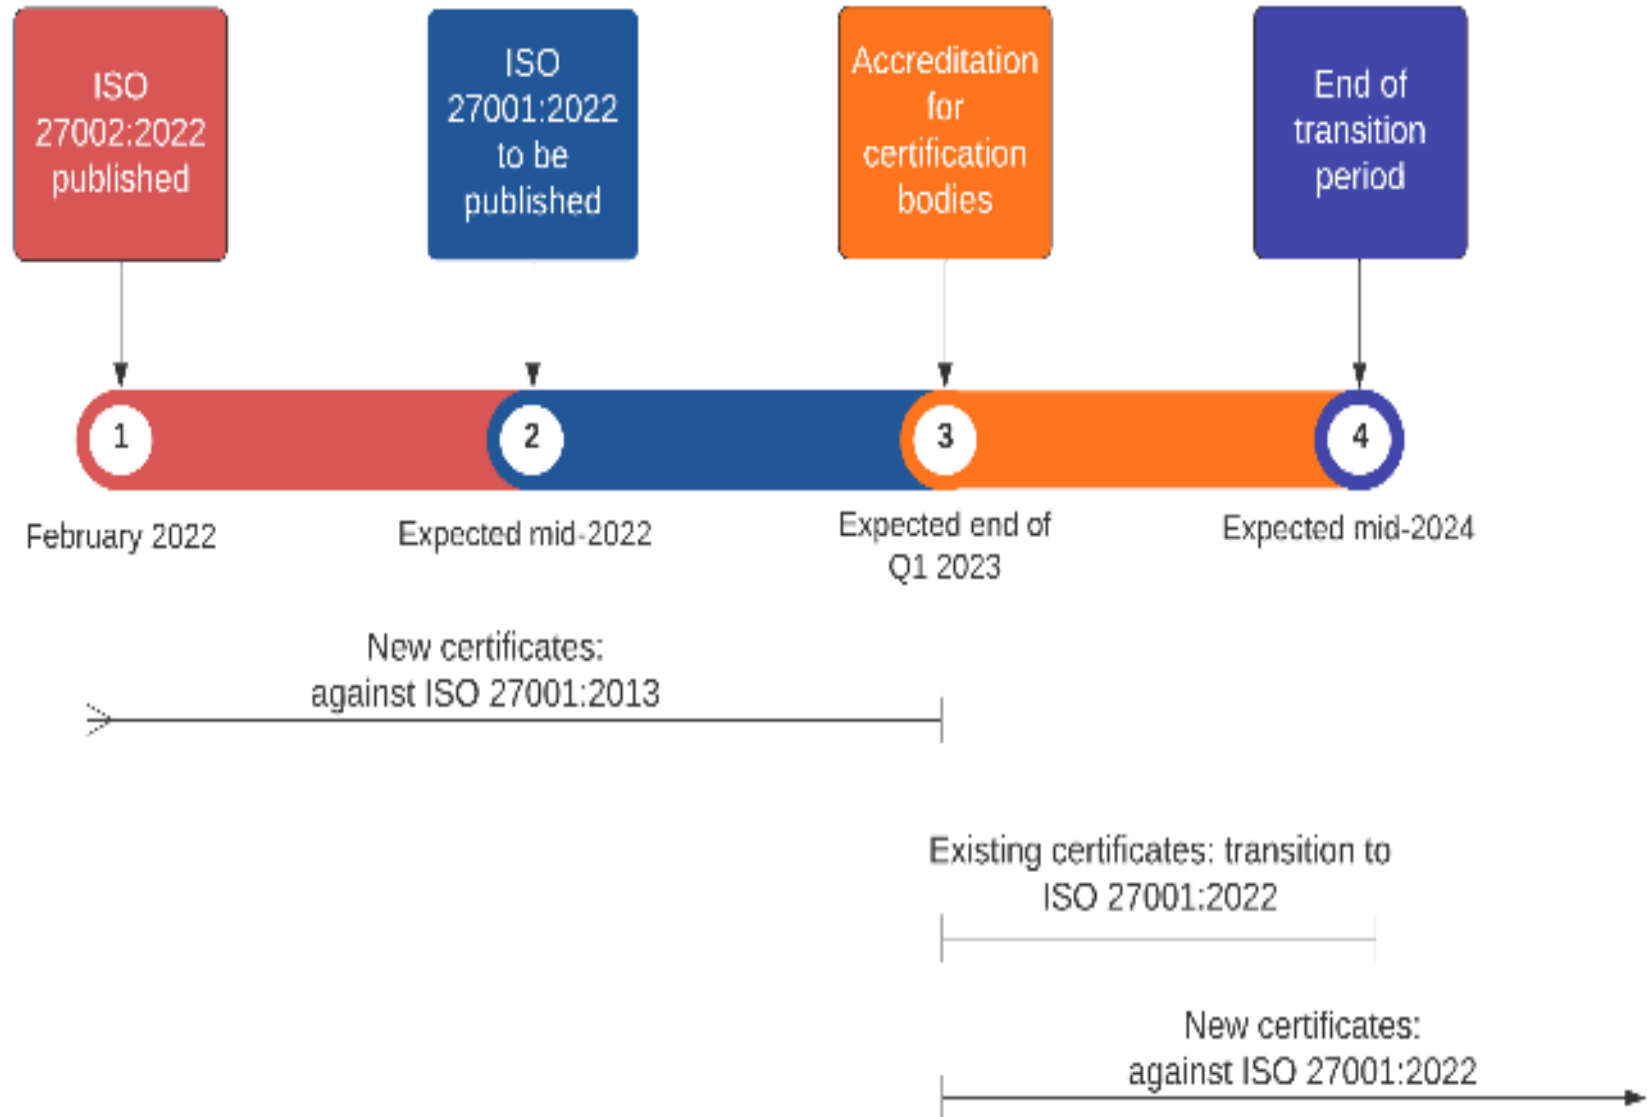 ISO
27002:2022
published
ISO
27001:2022
to be
published
Accreditation
for
certification
bodies
End of
transition
period
1
2
3
4
February 2022
Expected mid-2022
Expected end of
Q1 2023
Expected mid-2024
New certificates:
against ISO 27001:2013
Existing certificates: transition to
ISO 27001:2022
New certificates:
against ISO 27001:2022